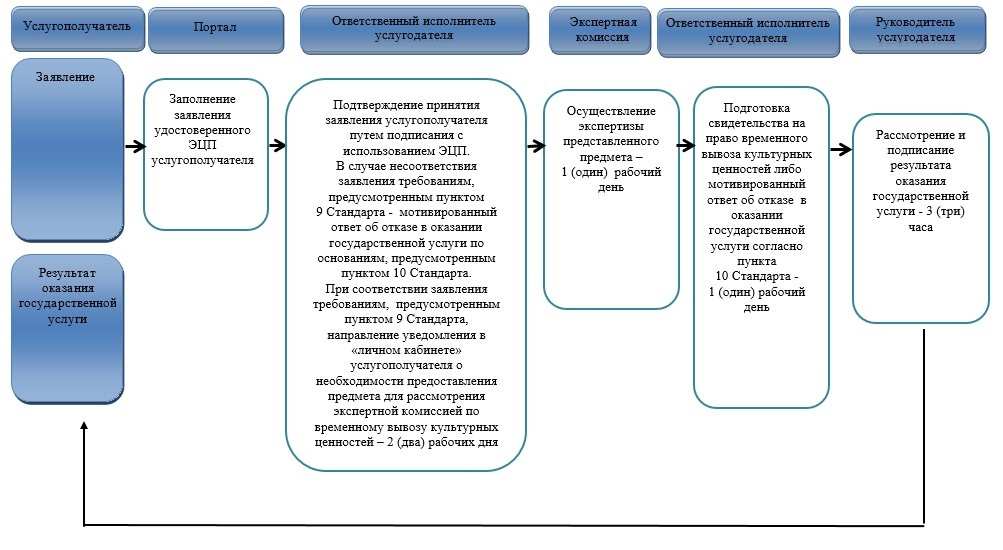 Услугополучатель
Портал
Ответственный исполнитель
услугодателя
Экспертная
комиссия
Ответственный исполнитель
услугодателя
Руководитель
услугодателя
Заявление
Заполнение
заявления
удостоверенного
ЭЦП
услугополучателя
Подтверждение принятия
заявления услугополучателя
путем подписания с
использованием ЭЦП.
В случае несоответствия
заявления требованиям,
предусмотренным пунктом
9 Стандарта - мотивированный
ответ об отказе в оказании
государственной услуги по
основаниям, предусмотренным
пунктом 10 Стандарта.
При соответствии заявления
требованиям, предусмотренным
пунктом 9 Стандарта,
направление уведомления в
«личном кабинете»
услугополучателя о
необходимости предоставления
предмета для рассмотрения
экспертной комиссией по
временному вывозу культурных
ценностей – 2 (два) рабочих дня
Осуществление
экспертизы
представленного
предмета –
1 (один) рабочий
день
Подготовка
свидетельства на
право временного
вывоза культурных
ценностей либо
мотивированный
ответ об отказе в
оказании
государственной
услуги согласно
пункта
10 Стандарта -
1 (один) рабочий
день
Рассмотрение и
подписание
результата
оказания
государственной
услуги - 3 (три)
часа
Результат
оказания
государственной
услуги